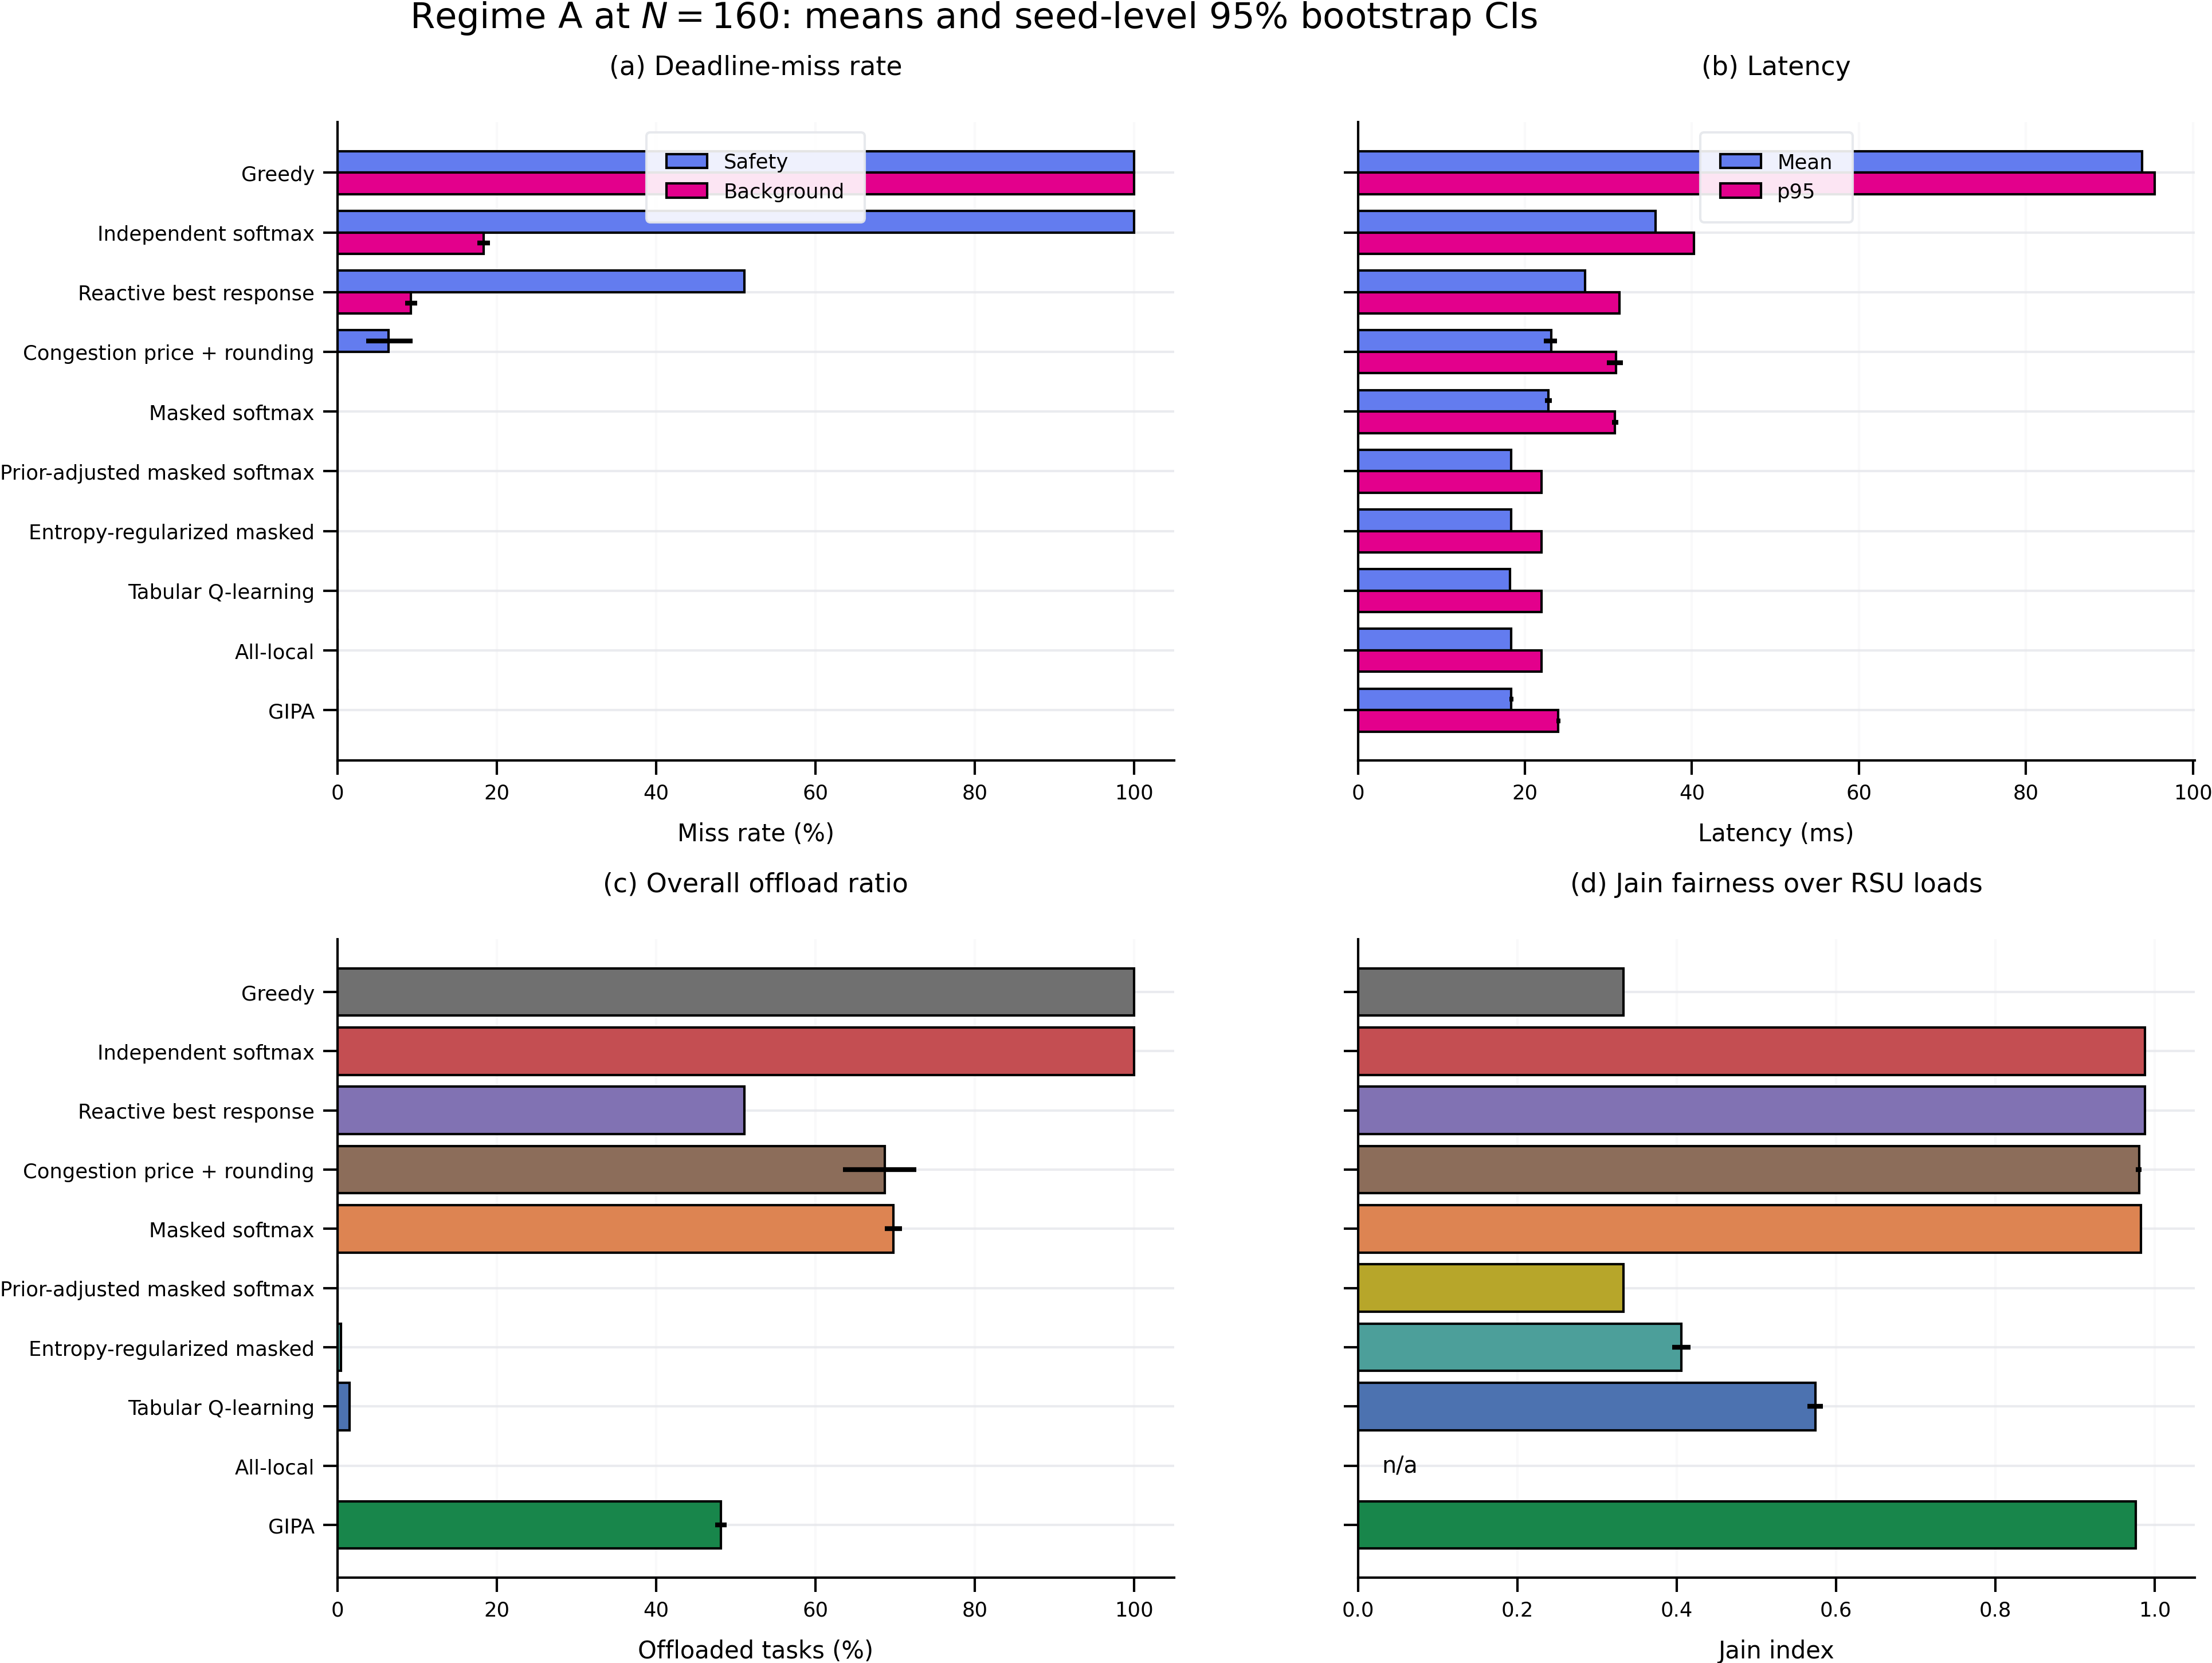 Regime A at N = 160: means and seed-level 95% bootstrap CIs
(a) Deadline-miss rate
Safety
Background
Greedy
Independent softmax
Reactive best response
Congestion price + rounding
Masked softmax
Prior-adjusted masked softmax
Entropy-regularized masked
Tabular Q-learning
All-local
GIPA
0 20 40 60 80 100
Miss rate (%)
(b) Latency
Mean
p95
0 20 40 60 80 100
Latency (ms)
(c) Overall offload ratio
Greedy
Independent softmax
Reactive best response
Congestion price + rounding
Masked softmax
Prior-adjusted masked softmax
Entropy-regularized masked
Tabular Q-learning
All-local
GIPA
0 20 40 60 80 100
Offloaded tasks (%)
(d) Jain fairness over RSU loads
n/a
0.0 0.2 0.4 0.6 0.8 1.0
Jain index